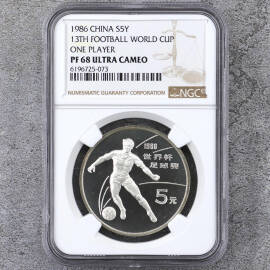 1986 CHINA S5Y
13TH FOOTBALL WORLD CUP
ONE PLAYER
PF 68 ULTRA CAMEO
6196725-073
NUMISMATIC GUARANTY CORPORATION
NGC
1986
世界杯
足球赛
5元